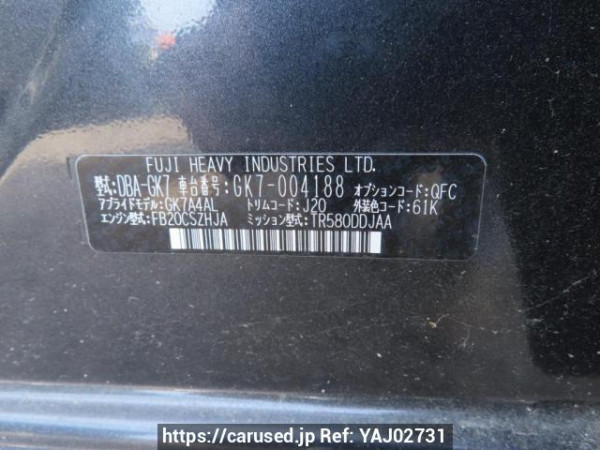 FUJI HEAVY INDUSTRIES LTD.
型式:DBA-GK7 車台番号:GK7-004188 オプションコード:QFC
アプライドモデル:GK7A4AL トリムコード:J20 外装色コード:61K
エンジン型式:FB20CSZHJA ミッション型式:TR580DDJAA
https://carused.jp Ref: YAJ02731